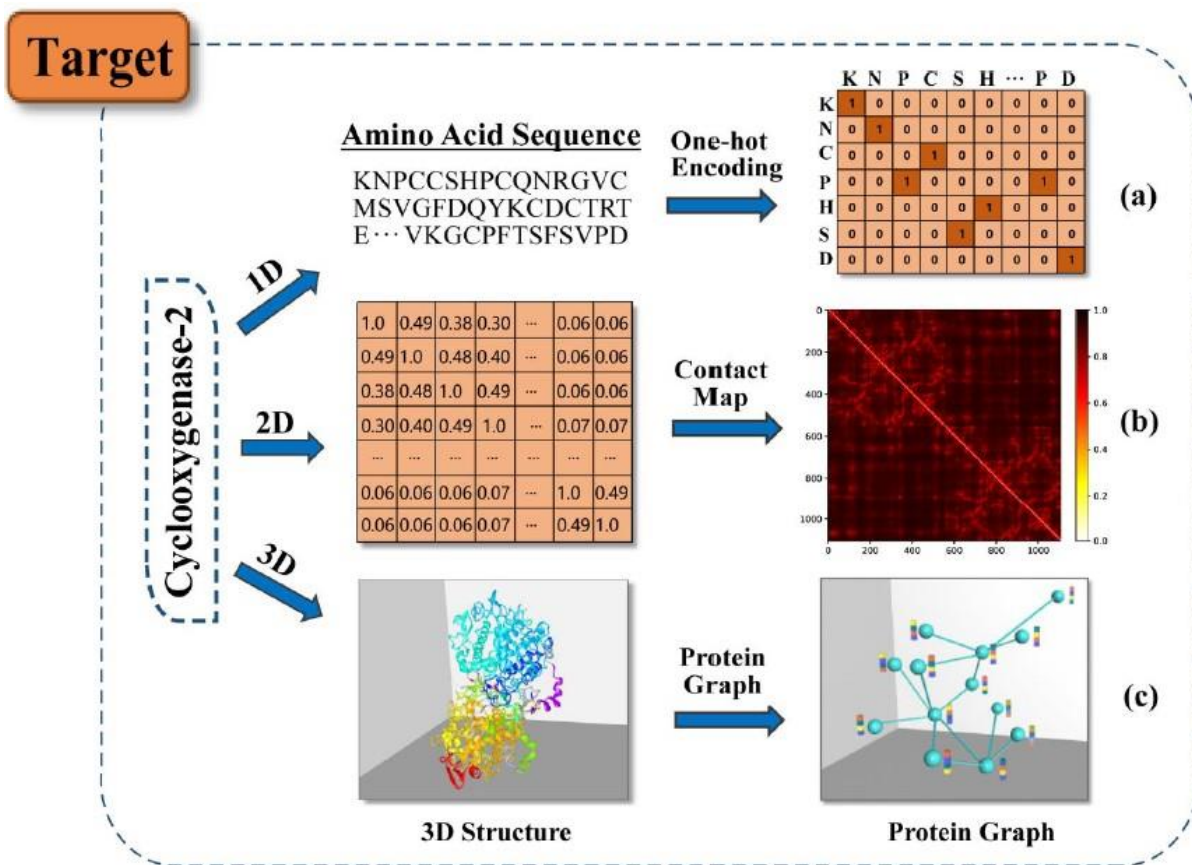 Target
Cyclooxygenase-2
1D
2D
3D
Amino Acid Sequence
KNPCCSHPCQNRGVC
MSVGFDQYKCDCTRT
E⋯VKGCPFTSFSVPD
One-hot
Encoding
K N P C S H ⋯ P D
K 1 0 0 0 0 0 0 0 0
N 0 1 0 0 0 0 0 0 0
C 0 0 0 1 0 0 0 0 0
P 0 0 1 0 0 0 0 1 0
H 0 0 0 0 0 1 0 0 0
S 0 0 0 0 1 0 0 0 0
D 0 0 0 0 0 0 0 0 1
(a)
1.0 0.49 0.38 0.30 ... 0.06 0.06
0.49 1.0 0.48 0.40 ... 0.06 0.06
0.38 0.48 1.0 0.49 ... 0.06 0.06
0.30 0.40 0.49 1.0 ... 0.07 0.07
... ... ... ... ... ... ...
0.06 0.06 0.06 0.07 ... 1.0 0.49
0.06 0.06 0.06 0.07 ... 0.49 1.0
Contact
Map
0
200
400
600
800
1000
0 200 400 600 800 1000
1.0
0.8
0.6
0.4
0.2
0.0
(b)
3D Structure
Protein
Graph
Protein Graph
(c)